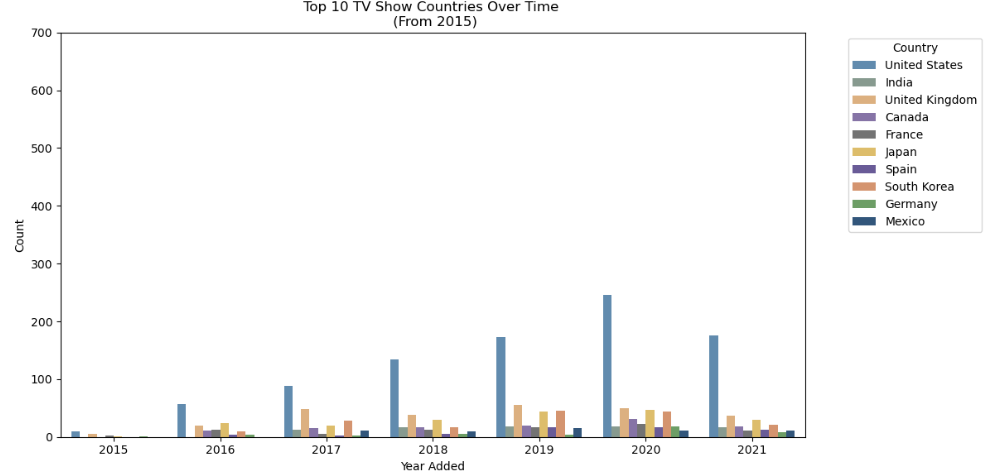 Top 10 TV Show Countries Over Time
(From 2015)
700
600
500
400
300
200
100
0
Count
2015 2016 2017 2018 2019 2020 2021
Year Added
Country
United States
India
United Kingdom
Canada
France
Japan
Spain
South Korea
Germany
Mexico